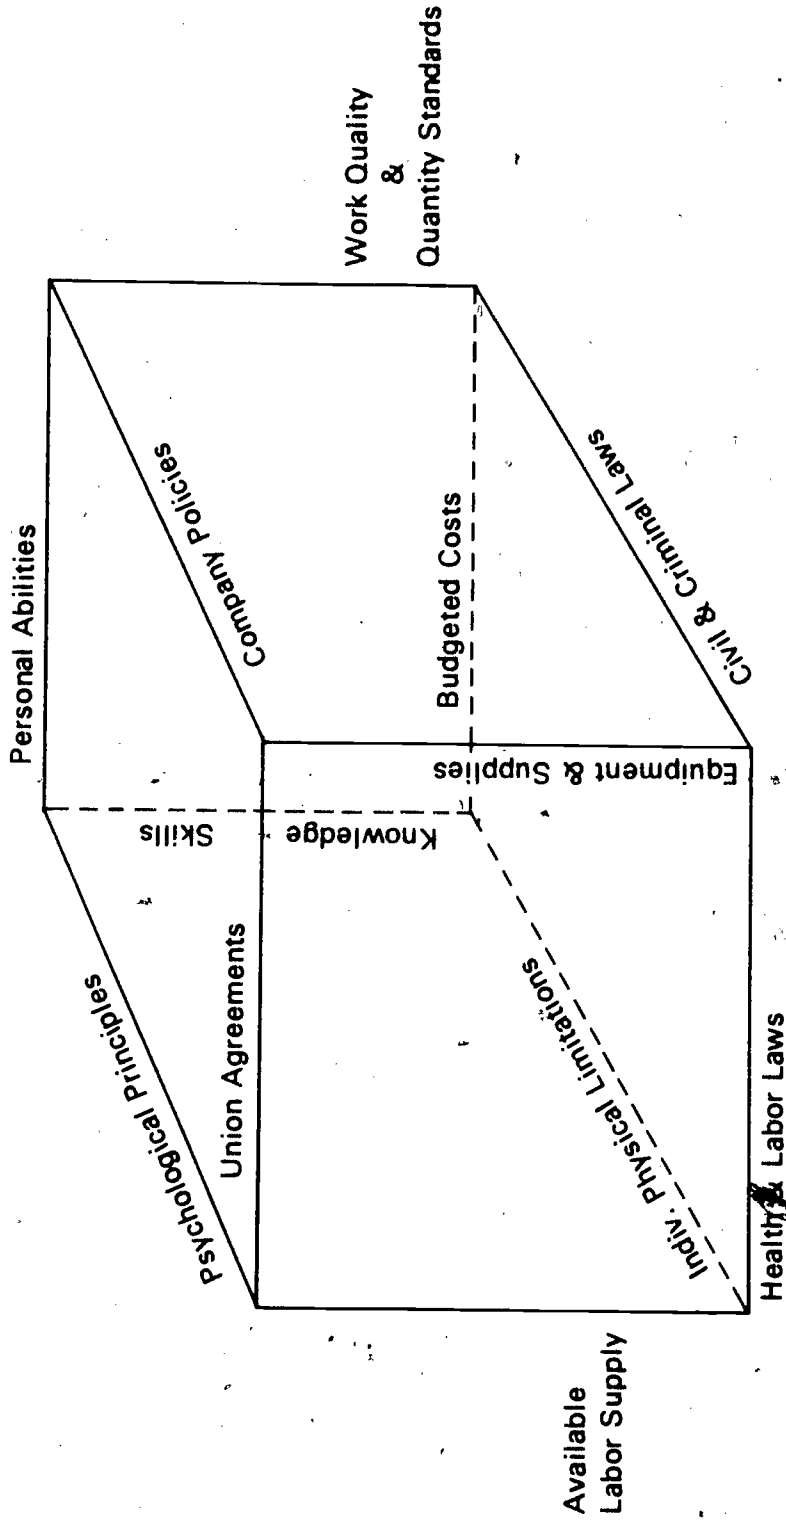 Personal Abilities
Psychological Principles
Skills
Knowledge
Company Policies
Work Quality
&
Quantity Standards
Union Agreements
Budgeted Costs
Equipment & Supplies
Available
Labor Supply
Indiv. Physical Limitations
Civil & Criminal Laws
Health & Labor Laws